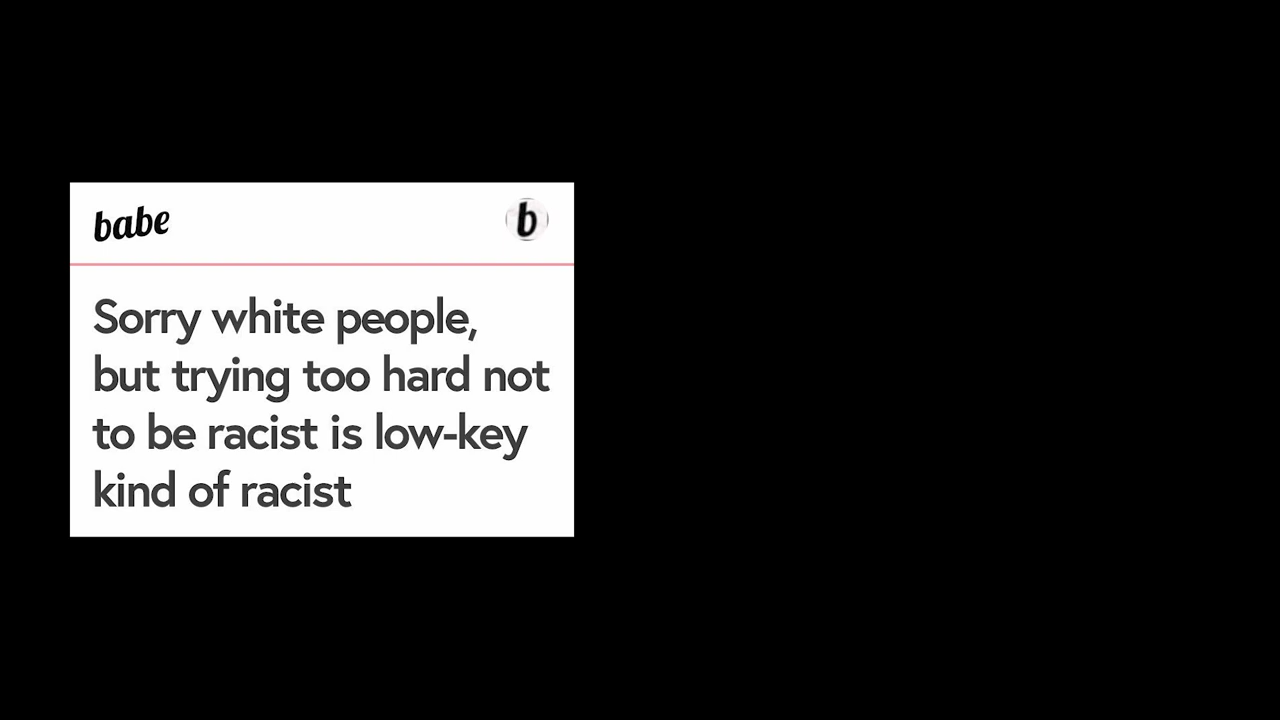 babe
b
Sorry white people,
but trying too hard not
to be racist is low-key
kind of racist